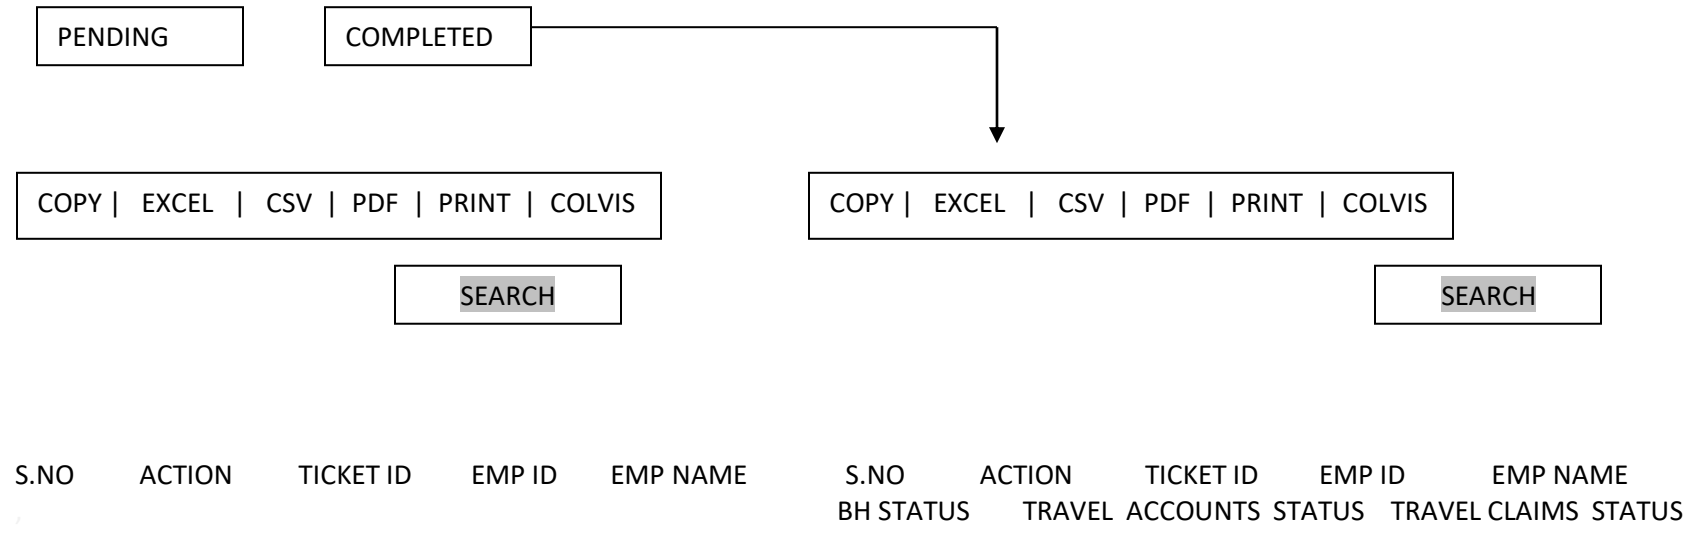 PENDING
COMPLETED
COPY | EXCEL | CSV | PDF | PRINT | COLVIS
SEARCH
S.NO ACTION TICKET ID EMP ID EMP NAME
,
COPY | EXCEL | CSV | PDF | PRINT | COLVIS
SEARCH
S.NO ACTION TICKET ID EMP ID EMP NAME
BH STATUS TRAVEL ACCOUNTS STATUS TRAVEL CLAIMS STATUS